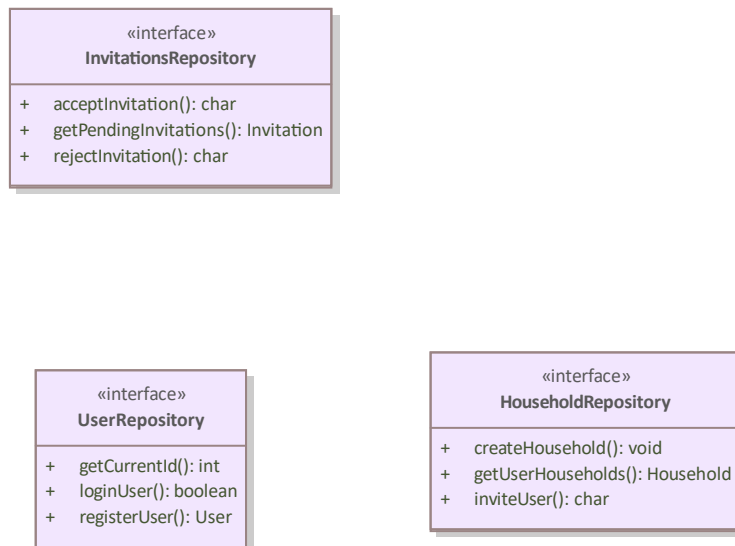 «interface»
InvitationsRepository
+ acceptInvitation(): char
+ getPendingInvitations(): Invitation
+ rejectInvitation(): char
«interface»
UserRepository
+ getCurrentId(): int
+ loginUser(): boolean
+ registerUser(): User
«interface»
HouseholdRepository
+ createHousehold(): void
+ getUserHouseholds(): Household
+ inviteUser(): char